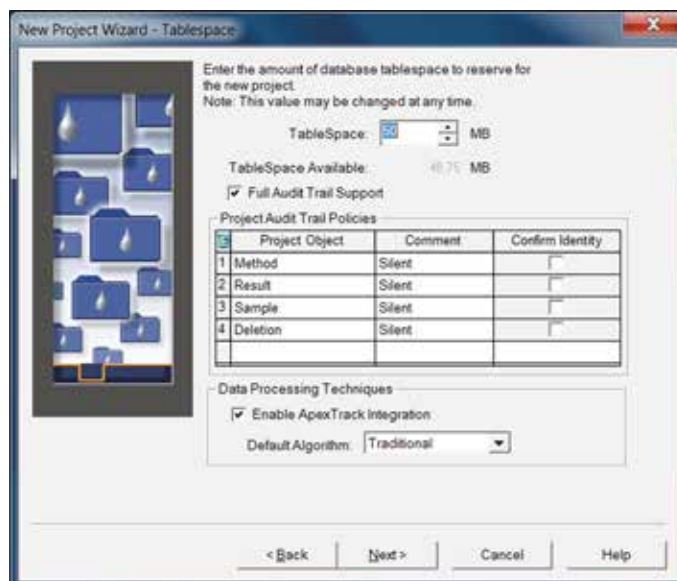 New Project Wizard - Tablespace
Enter the amount of database tablespace to reserve for
the new project.
Note: This value may be changed at any time.
TableSpace: 50 MB
TableSpace Available: 49.75 MB
Full Audit Trail Support
Project Audit Trail Policies
Project Object Comment Confirm Identity
1 Method Silent
2 Result Silent
3 Sample Silent
4 Deletion Silent
Data Processing Techniques
Enable ApexTrack Integration
Default Algorithm: Traditional
< Back Next > Cancel Help